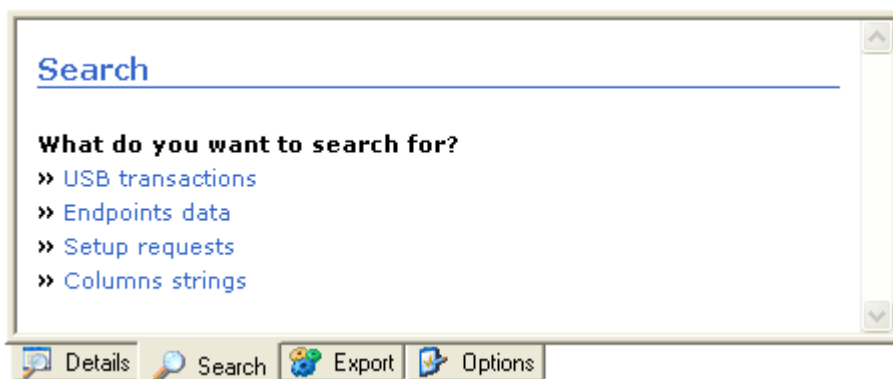 Search
What do you want to search for?
» USB transactions
» Endpoints data
» Setup requests
» Columns strings
Details Search Export Options